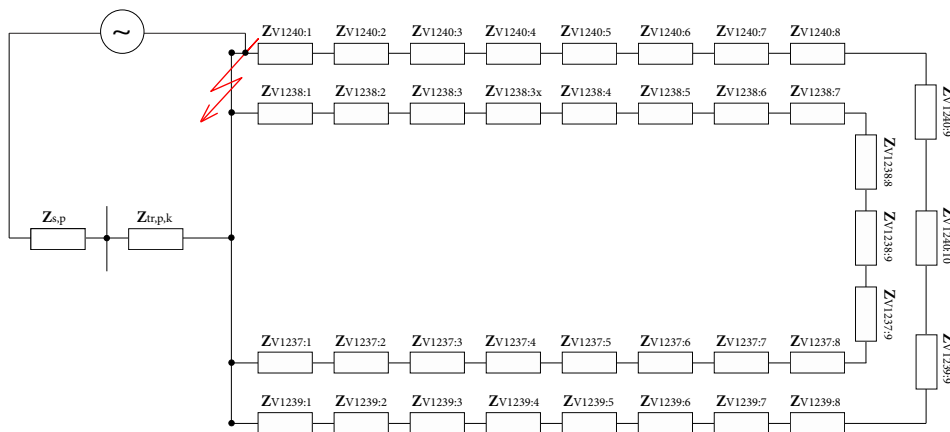 ZV1240:1 ZV1240:2 ZV1240:3 ZV1240:4 ZV1240:5 ZV1240:6 ZV1240:7 ZV1240:8
~
ZV1240:9
ZV1238:1 ZV1238:2 ZV1238:3 ZV1238:3x ZV1238:4 ZV1238:5 ZV1238:6 ZV1238:7
ZV1238:8
Zs,p Ztr,p,k
ZV1238:9
ZV1240:10
ZV1237:9
ZV1237:1 ZV1237:2 ZV1237:3 ZV1237:4 ZV1237:5 ZV1237:6 ZV1237:7 ZV1237:8
ZV1239:9
ZV1239:1 ZV1239:2 ZV1239:3 ZV1239:4 ZV1239:5 ZV1239:6 ZV1239:7 ZV1239:8